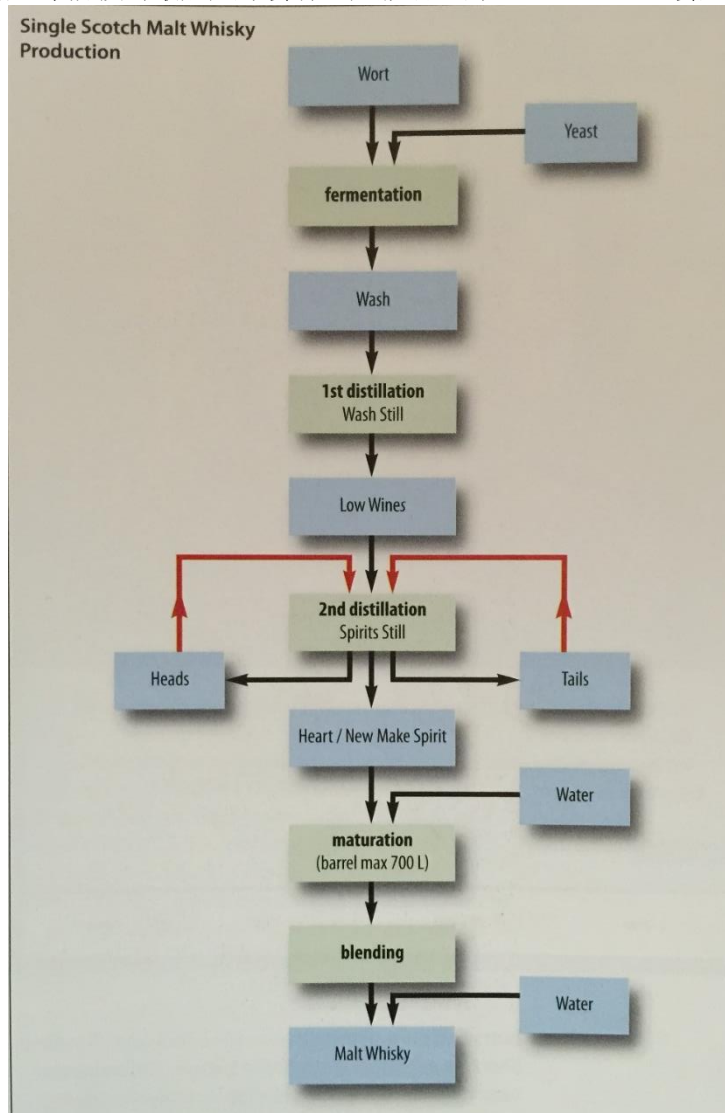 Single Scotch Malt Whisky
Production
Wort
Yeast
fermentation
Wash
1st distillation
Wash Still
Low Wines
2nd distillation
Spirits Still
Heads
Tails
Heart / New Make Spirit
Water
maturation
(barrel max 700 L)
blending
Water
Malt Whisky